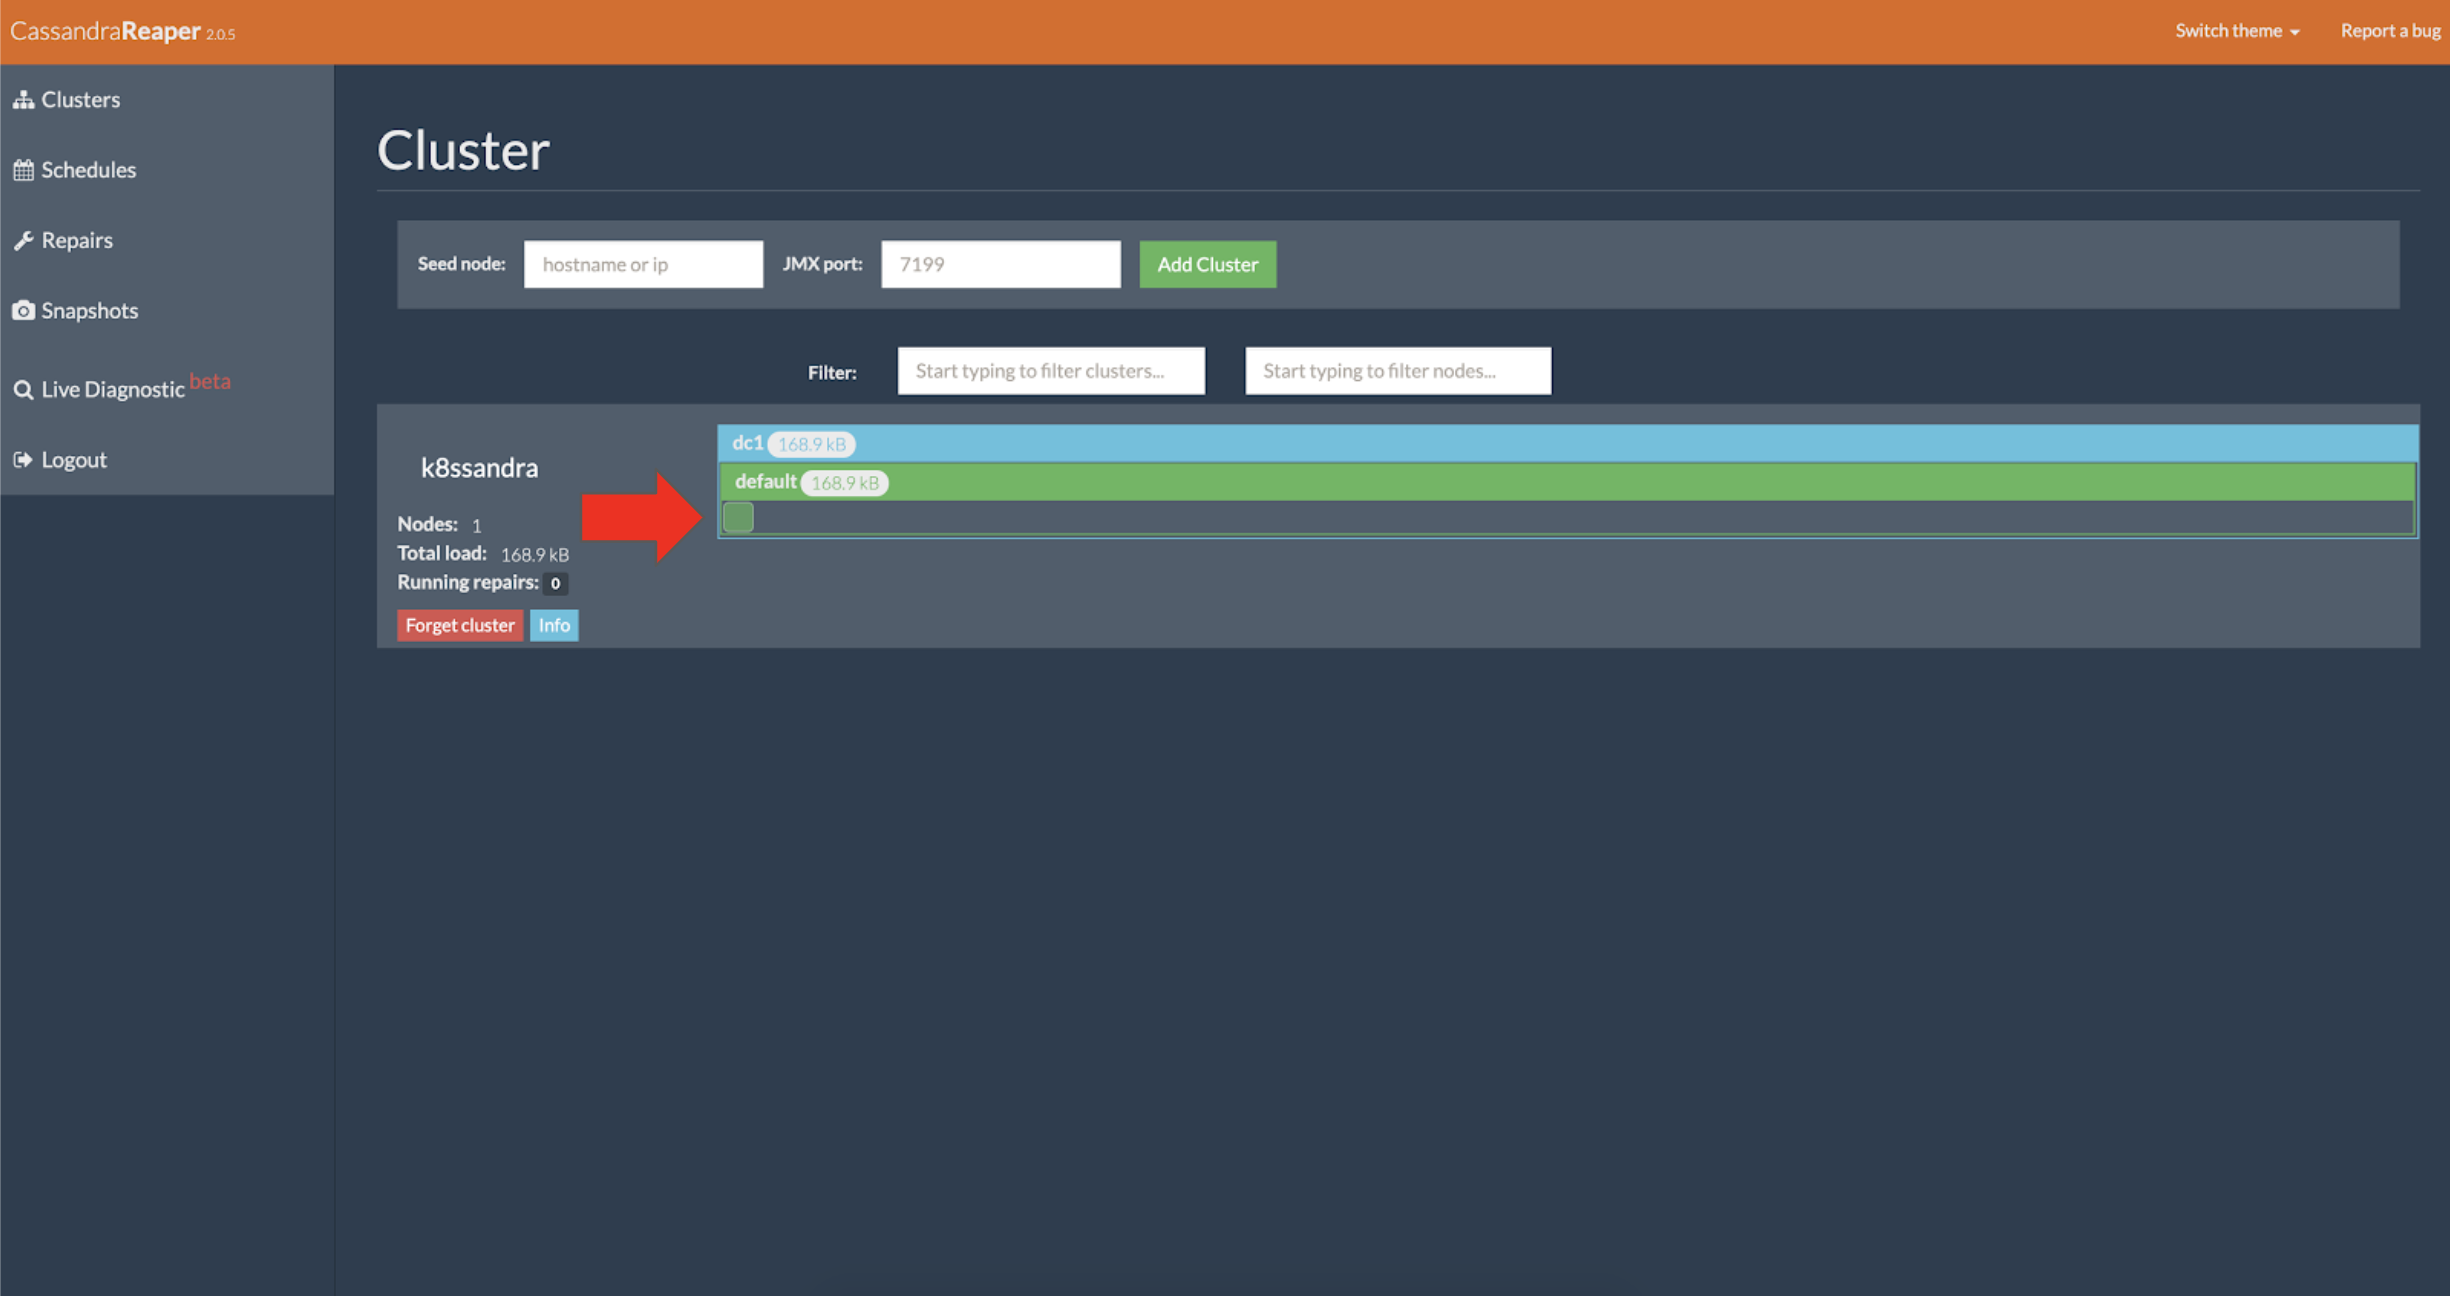 CassandraReaper 2.0.5
Switch theme
Report a bug
Clusters
Schedules
Repairs
Snapshots
Live Diagnostic beta
Logout
Cluster
Seed node: hostname or ip JMX port: 7199 Add Cluster
Filter: Start typing to filter clusters... Start typing to filter nodes...
k8ssandra
Nodes: 1
Total load: 168.9 kB
Running repairs: 0
Forget cluster Info
dc1 168.9 kB
default 168.9 kB